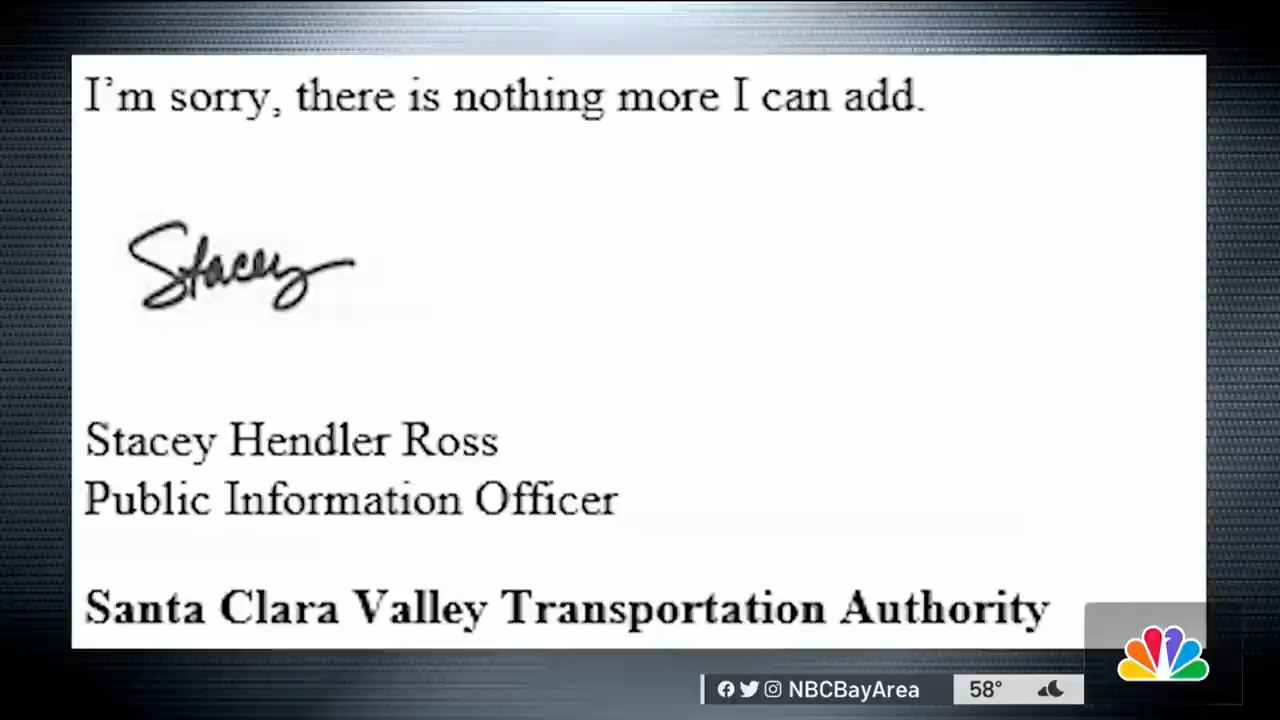 I'm sorry, there is nothing more I can add.
Stacey
Stacey Hendler Ross
Public Information Officer
Santa Clara Valley Transportation Authority
NBCBayArea 58°